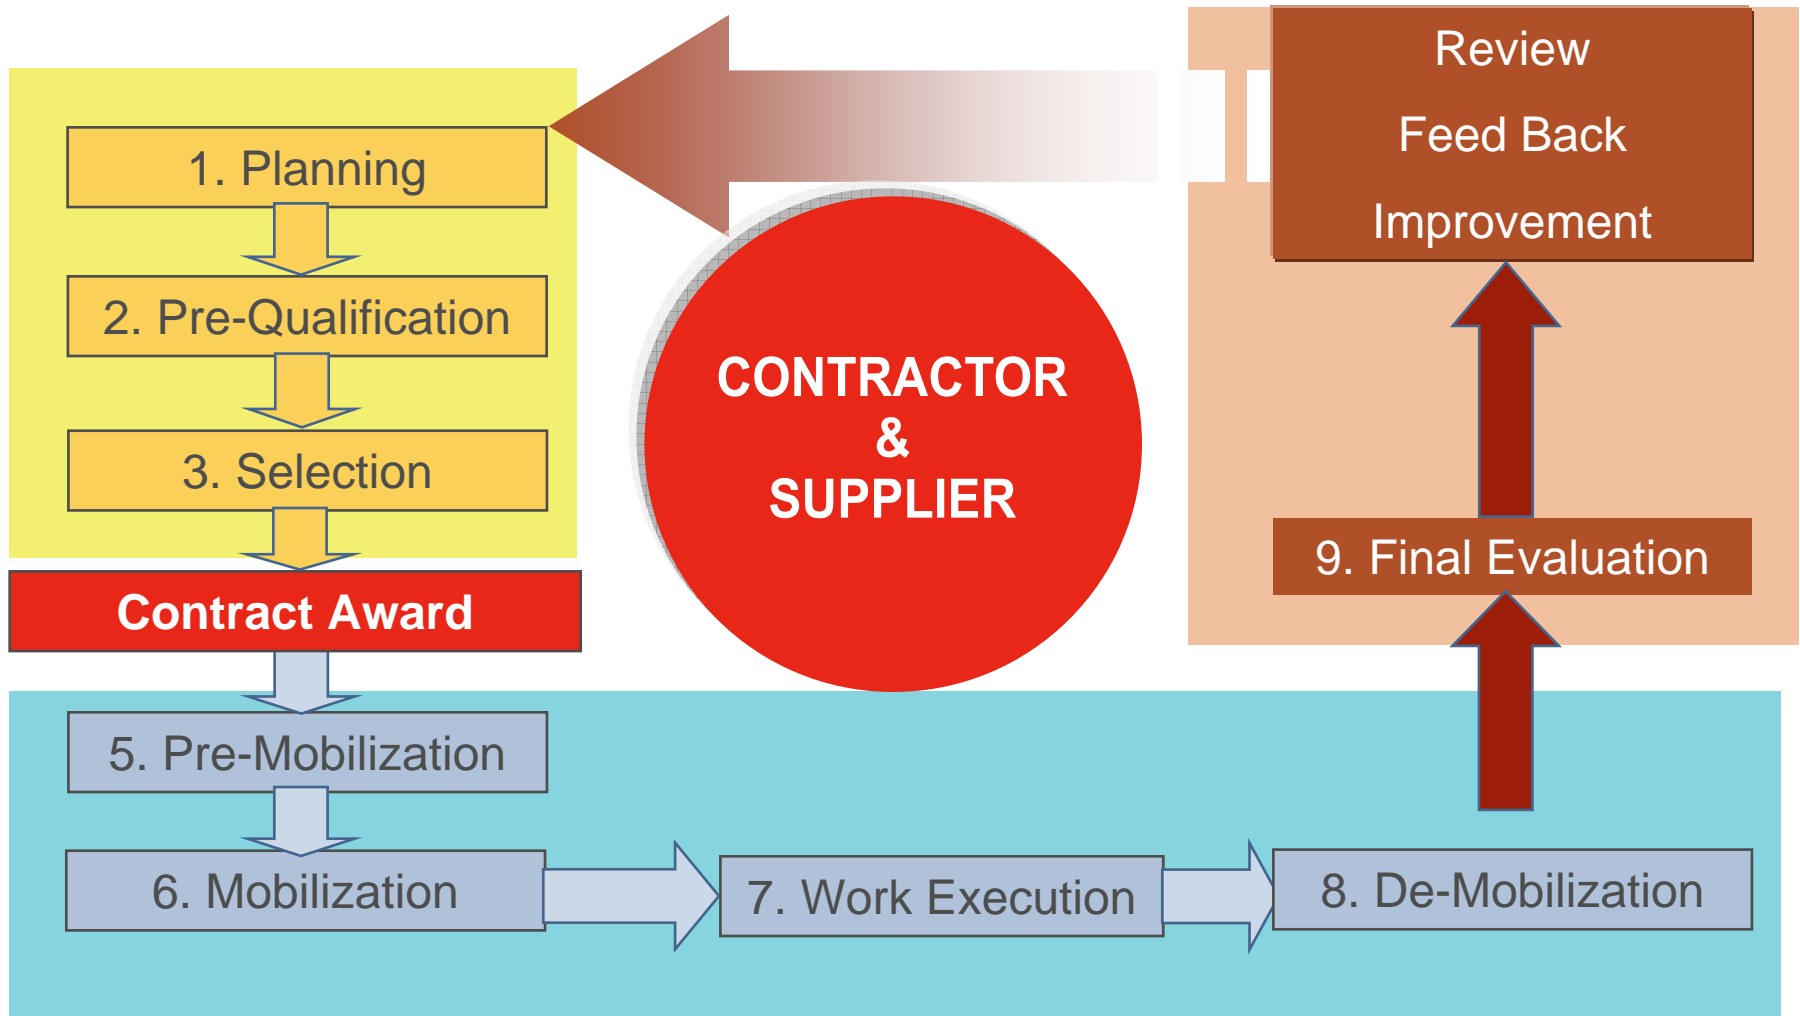 1. Planning
2. Pre-Qualification
3. Selection
Contract Award
5. Pre-Mobilization
6. Mobilization
7. Work Execution
8. De-Mobilization
9. Final Evaluation
Review
Feed Back
Improvement
CONTRACTOR
&
SUPPLIER